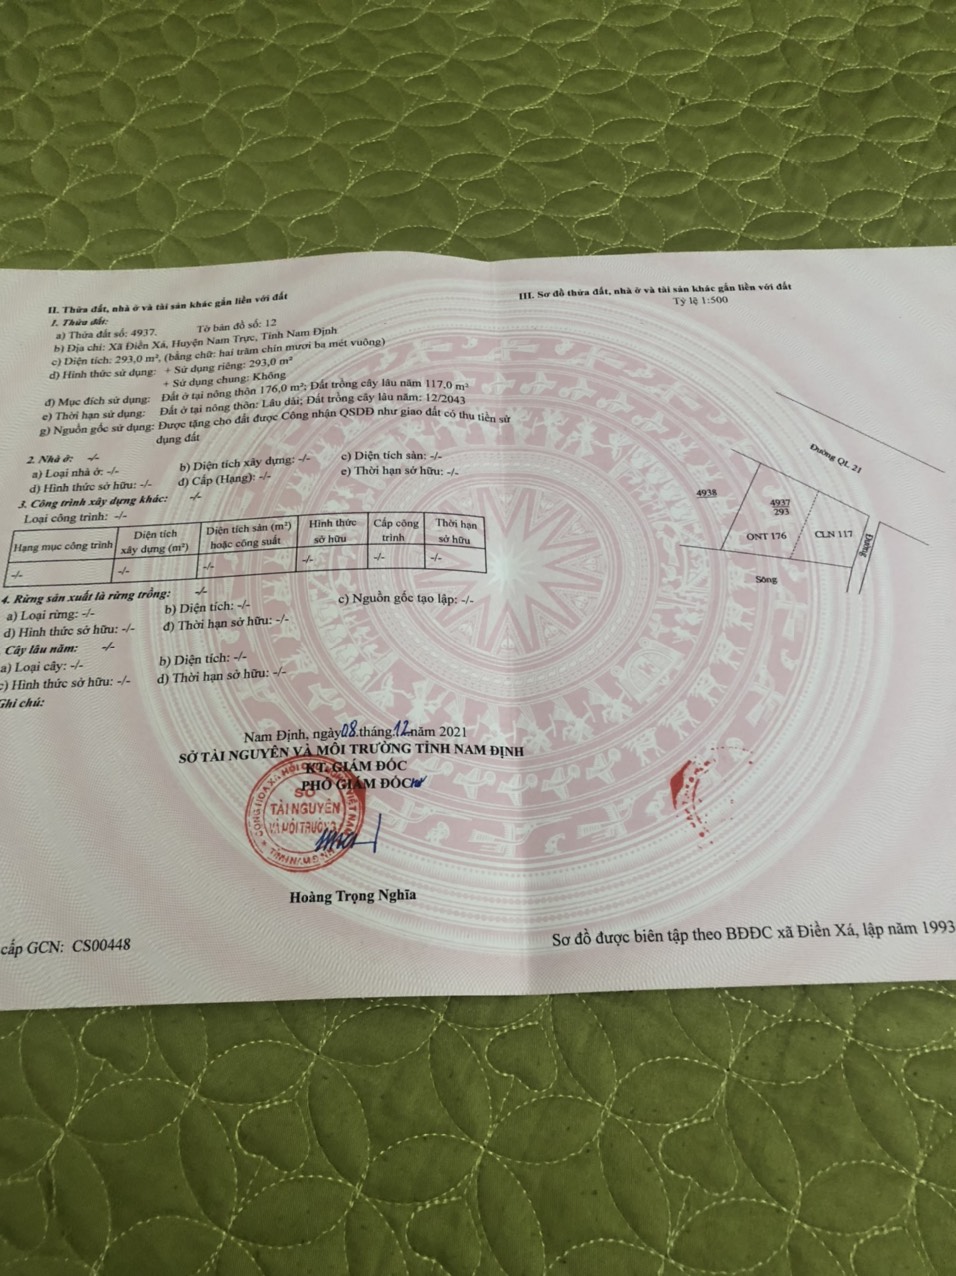 II. Thửa đất, nhà ở và tài sản khác gắn liền với đất
1. Thửa đất:
a) Thửa đất số: 4937. Tờ bản đồ số: 12
b) Địa chỉ: Xã Điền Xá, Huyện Nam Trực, Tỉnh Nam Định
c) Diện tích: 293,0 m², (bằng chữ: hai trăm chín mươi ba mét vuông)
d) Hình thức sử dụng: + Sử dụng riêng: 293,0 m²
+ Sử dụng chung: Không
đ) Mục đích sử dụng: Đất ở tại nông thôn 176,0 m²; Đất trồng cây lâu năm 117,0 m²
e) Thời hạn sử dụng: Đất ở tại nông thôn: Lâu dài; Đất trồng cây lâu năm: 12/2043
g) Nguồn gốc sử dụng: Được tặng cho đất được Công nhận QSDĐ như giao đất có thu tiền sử
dụng đất
2. Nhà ở: -/-
a) Loại nhà ở: -/- b) Diện tích xây dựng: -/- c) Diện tích sàn: -/-
d) Hình thức sở hữu: -/- đ) Cấp (Hạng): -/- e) Thời hạn sở hữu: -/-
3. Công trình xây dựng khác: -/-
Loại công trình: -/-
Hạng mục công trình Diện tích xây dựng (m²) Diện tích sàn (m²) hoặc công suất Hình thức sở hữu Cấp công trình Thời hạn sở hữu
-/- -/- -/- -/- -/- -/-
4. Rừng sản xuất là rừng trồng: -/-
a) Loại rừng: -/- b) Diện tích: -/- c) Nguồn gốc tạo lập: -/-
d) Hình thức sở hữu: -/- đ) Thời hạn sở hữu: -/-
Cây lâu năm: -/-
a) Loại cây: -/- b) Diện tích: -/-
c) Hình thức sở hữu: -/- d) Thời hạn sở hữu: -/-
Ghi chú:
Nam Định, ngày 08 tháng 12 năm 2021
SỞ TÀI NGUYÊN VÀ MÔI TRƯỜNG TỈNH NAM ĐỊNH
KT. GIÁM ĐỐC
PHÓ GIÁM ĐỐC
SỞ
TÀI NGUYÊN
VÀ MÔI TRƯỜNG
TỈNH NAM ĐỊNH
Hoàng Trọng Nghĩa
cấp GCN: CS00448
III. Sơ đồ thửa đất, nhà ở và tài sản khác gắn liền với đất
Tỷ lệ 1:500
Đường QL 21
4938
4937
293
ONT 176
CLN 117
Đường
Sông
Sơ đồ được biên tập theo BĐĐC xã Điền Xá, lập năm 1993